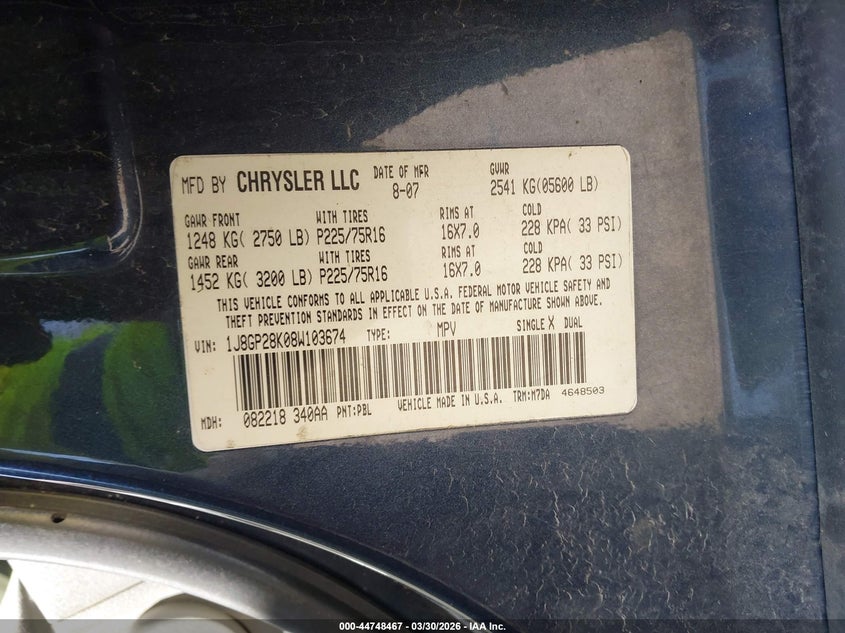 MFD BY CHRYSLER LLC DATE OF MFR 8-07 GVWR 2541 KG(05600 LB)
GAWR FRONT WITH TIRES RIMS AT COLD
1248 KG( 2750 LB) P225/75R16 16X7.0 228 KPA( 33 PSI)
GAWR REAR WITH TIRES RIMS AT COLD
1452 KG( 3200 LB) P225/75R16 16X7.0 228 KPA( 33 PSI)
THIS VEHICLE CONFORMS TO ALL APPLICABLE U.S.A. FEDERAL MOTOR VEHICLE SAFETY AND
THEFT PREVENTION STANDARDS IN EFFECT ON THE DATE OF MANUFACTURE SHOWN ABOVE.
VIN: 1J8GP28K08W103674 TYPE: MPV SINGLE X DUAL
MDH: 082218 340AA PNT:PBL VEHICLE MADE IN U.S.A. TRM:M7DA 4648503
000-44748467 - 03/30/2026 - IAA Inc.